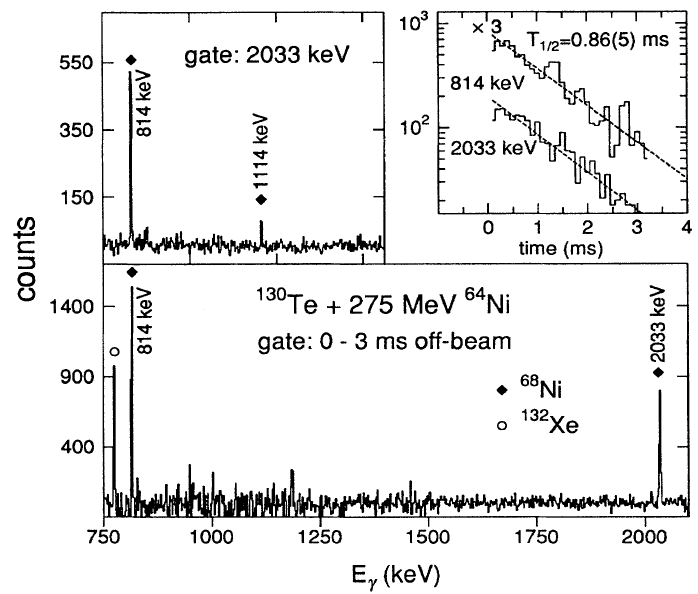 counts
550
350
150
gate: 2033 keV
814 keV
1114 keV
10³
10²
× 3
T₁/₂=0.86(5) ms
814 keV
2033 keV
0 1 2 3 4
time (ms)
1400
900
400
814 keV
¹³⁰Te + 275 MeV ⁶⁴Ni
gate: 0 - 3 ms off-beam
⁶⁸Ni
¹³²Xe
2033 keV
750 1000 1250 1500 1750 2000
Eᵧ (keV)